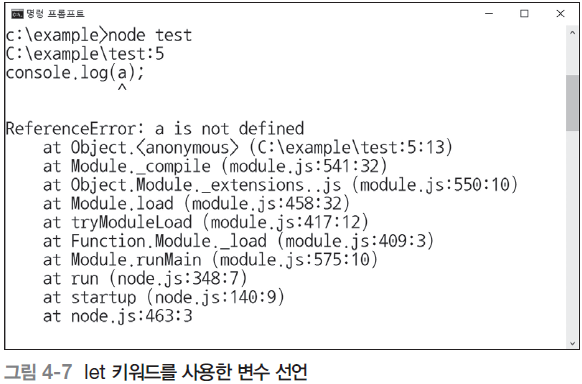 명령 프롬프트
c:\example>node test
C:\example\test:5
console.log(a);
^
ReferenceError: a is not defined
at Object.<anonymous> (C:\example\test:5:13)
at Module._compile (module.js:541:32)
at Object.Module._extensions..js (module.js:550:10)
at Module.load (module.js:458:32)
at tryModuleLoad (module.js:417:12)
at Function.Module._load (module.js:409:3)
at Module.runMain (module.js:575:10)
at run (node.js:348:7)
at startup (node.js:140:9)
at node.js:463:3
그림 4-7 let 키워드를 사용한 변수 선언